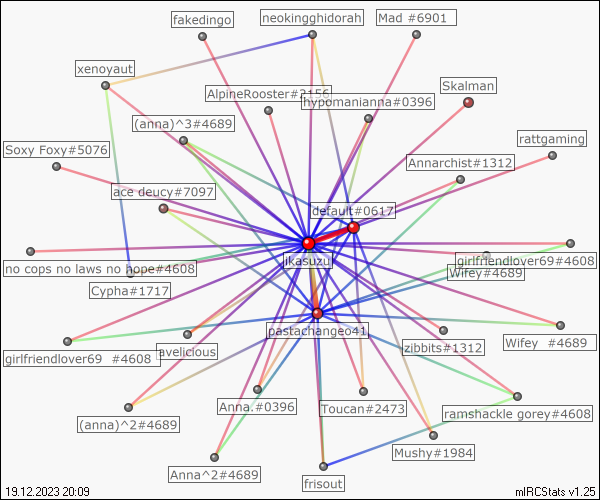 fakedingo
neokingghidorah
Mad #6901
xenoyaut
Skalman
AlpineRooster#2156
hypomanianna#0396
(anna)^3#4689
rattgaming
Soxy Foxy#5076
Annarchist#1312
ace deucy#7097
default#0617
jikasuzu
girlfriendlover69#4608
no cops no laws no hope#4608
Wifey#4689
Cypha#1717
pastachangeo41
girlfriendlover69 #4608
avelicious
zibbits#1312
Wifey #4689
Anna.#0396
Toucan#2473
ramshackle gorey#4608
(anna)^2#4689
Mushy#1984
Anna^2#4689
frisout
19.12.2023 20:09
mIRCStats v1.25